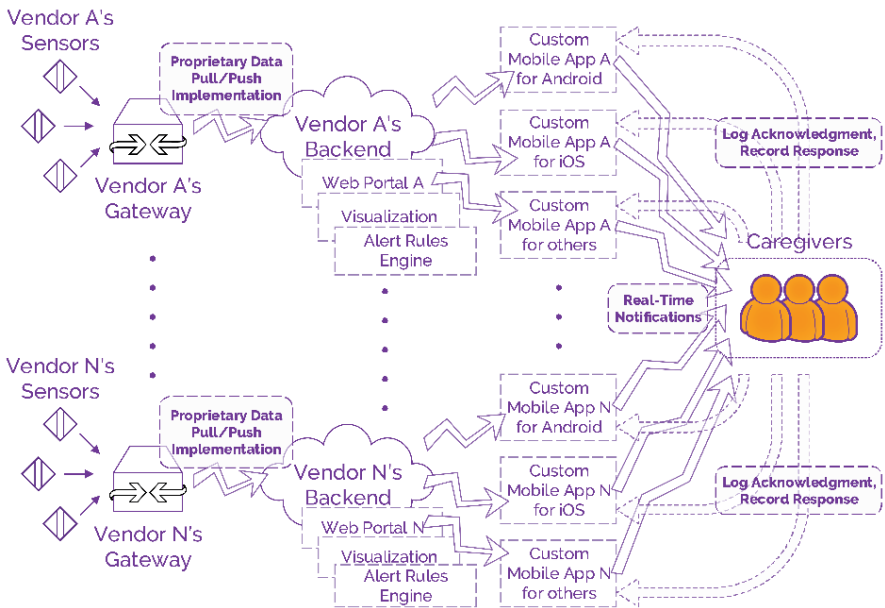 Vendor A's
Sensors
Proprietary Data
Pull/Push
Implementation
Vendor A's
Gateway
Vendor A's
Backend
Web Portal A
Visualization
Alert Rules
Engine
Custom
Mobile App A
for Android
Custom
Mobile App A
for iOS
Custom
Mobile App A
for others
Log Acknowledgment,
Record Response
Caregivers
Real-Time
Notifications
Vendor N's
Sensors
Proprietary Data
Pull/Push
Implementation
Vendor N's
Gateway
Vendor N's
Backend
Web Portal N
Visualization
Alert Rules
Engine
Custom
Mobile App N
for Android
Custom
Mobile App N
for iOS
Custom
Mobile App N
for others
Log Acknowledgment,
Record Response